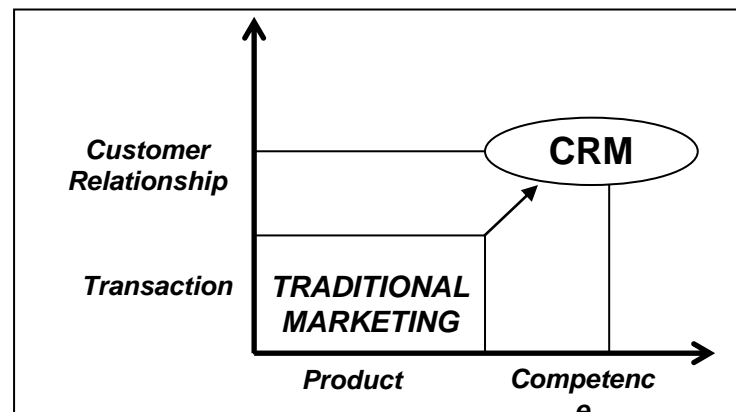 Customer
Relationship
CRM
Transaction
TRADITIONAL
MARKETING
Product
Competenc
e